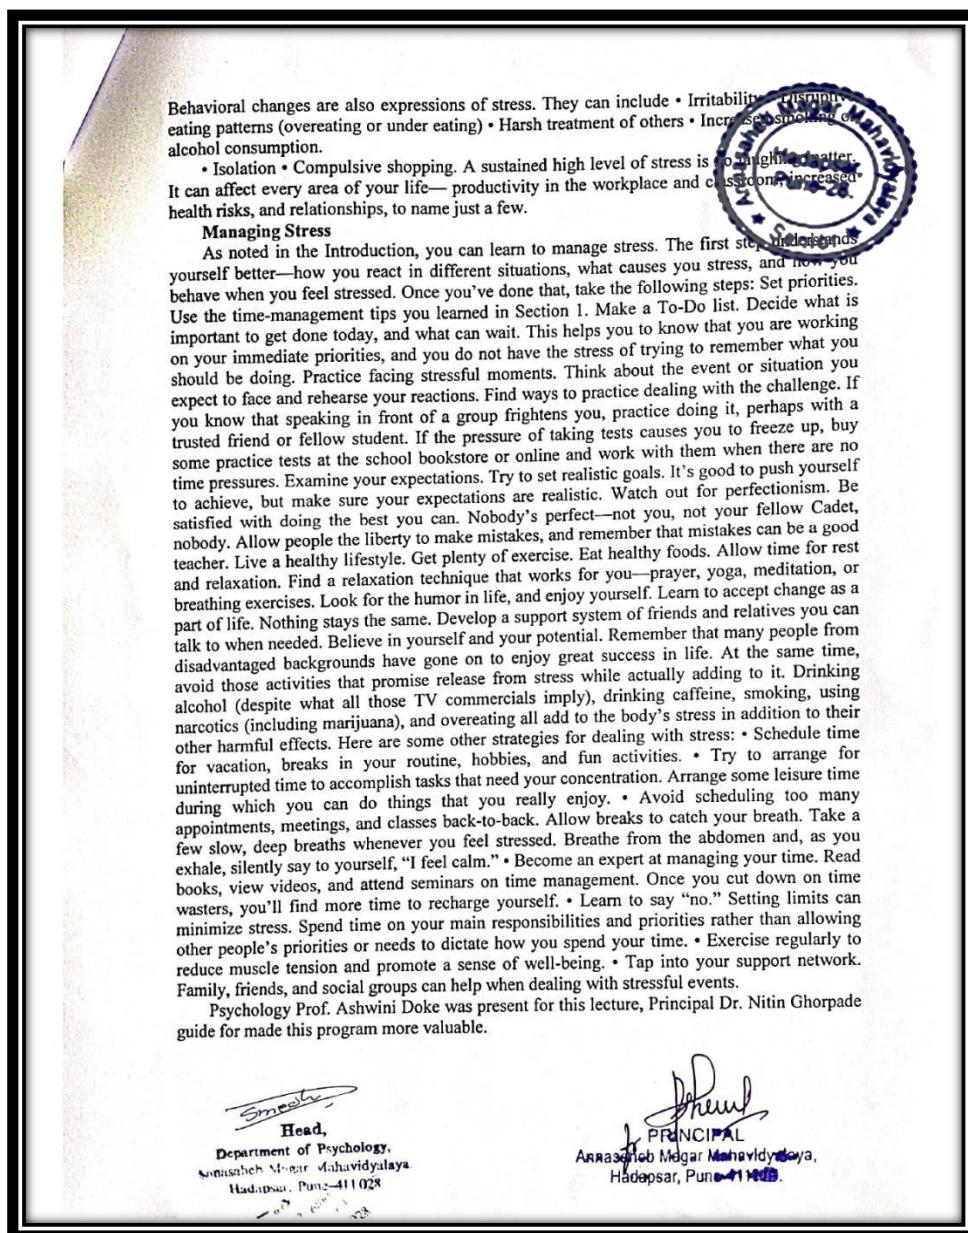 Behavioral changes are also expressions of stress. They can include • Irritability • Disruptive
eating patterns (overeating or under eating) • Harsh treatment of others • Increased smoking or
alcohol consumption.
• Isolation • Compulsive shopping. A sustained high level of stress is no laughing matter.
It can affect every area of your life— productivity in the workplace and classroom, increased
health risks, and relationships, to name just a few.
Annasaheb Magar Mahavidyalaya
Hadapsar
Pune-28.
Managing Stress
As noted in the Introduction, you can learn to manage stress. The first step understands
yourself better—how you react in different situations, what causes you stress, and how you
behave when you feel stressed. Once you’ve done that, take the following steps: Set priorities.
Use the time-management tips you learned in Section 1. Make a To-Do list. Decide what is
important to get done today, and what can wait. This helps you to know that you are working
on your immediate priorities, and you do not have the stress of trying to remember what you
should be doing. Practice facing stressful moments. Think about the event or situation you
expect to face and rehearse your reactions. Find ways to practice dealing with the challenge. If
you know that speaking in front of a group frightens you, practice doing it, perhaps with a
trusted friend or fellow student. If the pressure of taking tests causes you to freeze up, buy
some practice tests at the school bookstore or online and work with them when there are no
time pressures. Examine your expectations. Try to set realistic goals. It’s good to push yourself
to achieve, but make sure your expectations are realistic. Watch out for perfectionism. Be
satisfied with doing the best you can. Nobody’s perfect—not you, not your fellow Cadet,
nobody. Allow people the liberty to make mistakes, and remember that mistakes can be a good
teacher. Live a healthy lifestyle. Get plenty of exercise. Eat healthy foods. Allow time for rest
and relaxation. Find a relaxation technique that works for you—prayer, yoga, meditation, or
breathing exercises. Look for the humor in life, and enjoy yourself. Learn to accept change as a
part of life. Nothing stays the same. Develop a support system of friends and relatives you can
talk to when needed. Believe in yourself and your potential. Remember that many people from
disadvantaged backgrounds have gone on to enjoy great success in life. At the same time,
avoid those activities that promise release from stress while actually adding to it. Drinking
alcohol (despite what all those TV commercials imply), drinking caffeine, smoking, using
narcotics (including marijuana), and overeating all add to the body’s stress in addition to their
other harmful effects. Here are some other strategies for dealing with stress: • Schedule time
for vacation, breaks in your routine, hobbies, and fun activities. • Try to arrange for
uninterrupted time to accomplish tasks that need your concentration. Arrange some leisure time
during which you can do things that you really enjoy. • Avoid scheduling too many
appointments, meetings, and classes back-to-back. Allow breaks to catch your breath. Take a
few slow, deep breaths whenever you feel stressed. Breathe from the abdomen and, as you
exhale, silently say to yourself, “I feel calm.” • Become an expert at managing your time. Read
books, view videos, and attend seminars on time management. Once you cut down on time
wasters, you’ll find more time to recharge yourself. • Learn to say “no.” Setting limits can
minimize stress. Spend time on your main responsibilities and priorities rather than allowing
other people’s priorities or needs to dictate how you spend your time. • Exercise regularly to
reduce muscle tension and promote a sense of well-being. • Tap into your support network.
Family, friends, and social groups can help when dealing with stressful events.
Psychology Prof. Ashwini Doke was present for this lecture, Principal Dr. Nitin Ghorpade
guide for made this program more valuable.
Head,
Department of Psychology,
Annasaheb Magar Mahavidyalaya
Hadapsar, Pune-411028
PRINCIPAL
Annasaheb Magar Mahavidyalaya,
Hadapsar, Pune-